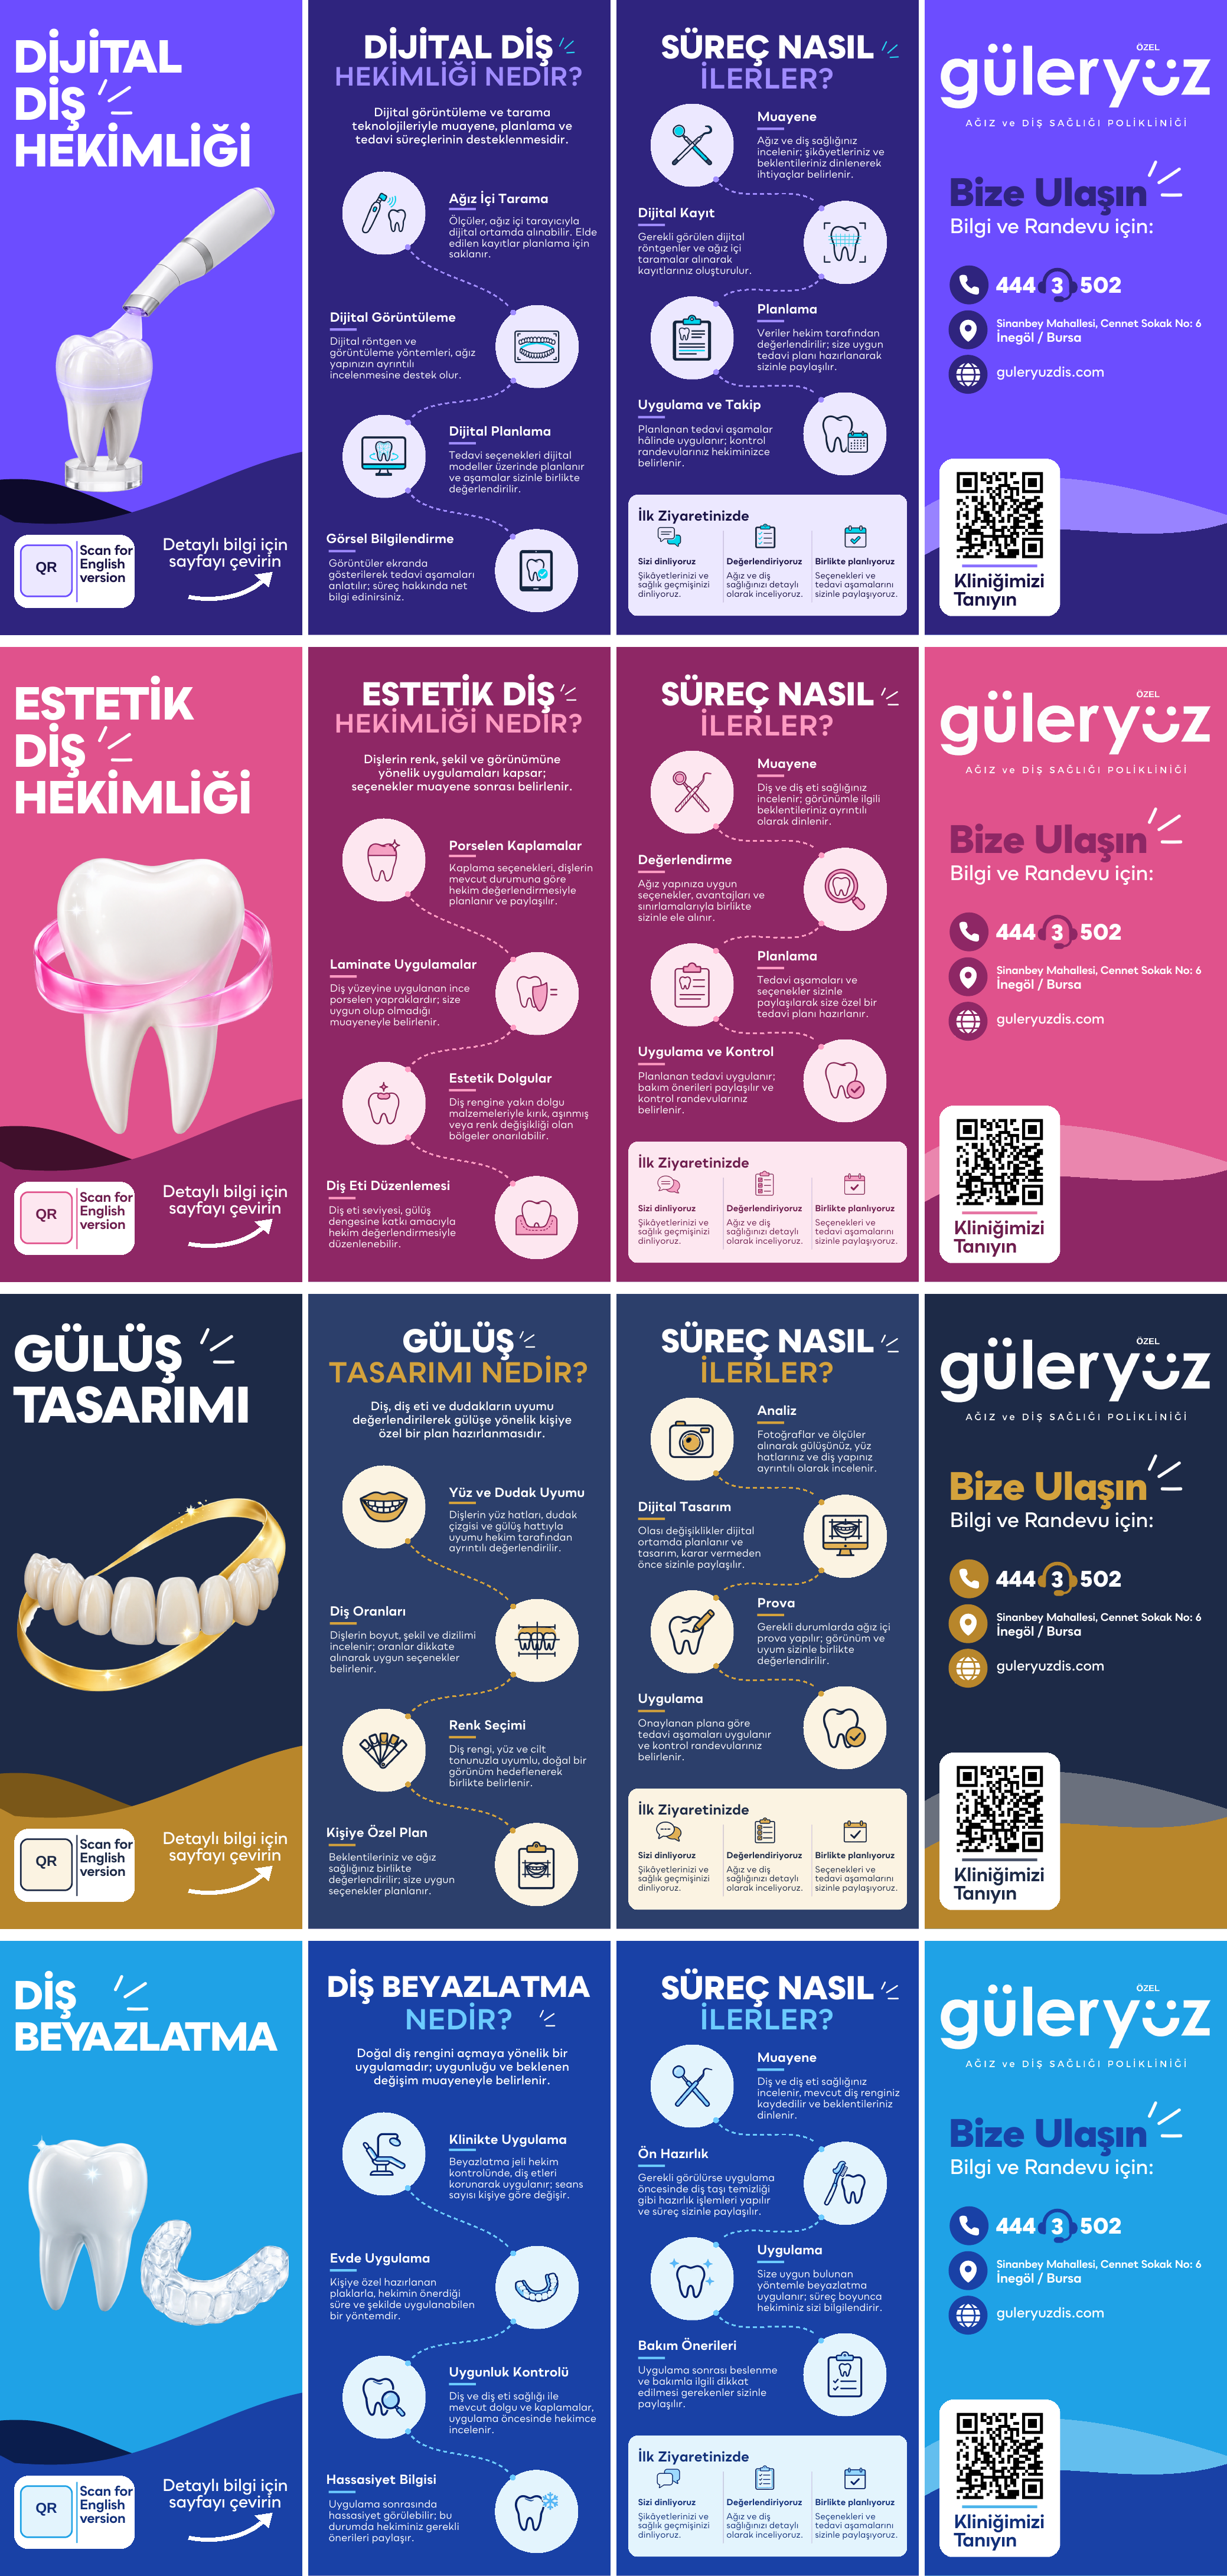 DİJİTAL
DİŞ
HEKİMLİĞİ
QR
Scan for
English
version
Detaylı bilgi için
sayfayı çevirin
DİJİTAL DİŞ
HEKİMLİĞİ NEDİR?
Dijital görüntüleme ve tarama
teknolojileriyle muayene, planlama ve
tedavi süreçlerinin desteklenmesidir.
Ağız İçi Tarama
Ölçüler, ağız içi tarayıcıyla
dijital ortamda alınabilir. Elde
edilen kayıtlar planlama için
saklanır.
Dijital Görüntüleme
Dijital röntgen ve
görüntüleme yöntemleri, ağız
yapınızın ayrıntılı
incelenmesine destek olur.
Dijital Planlama
Tedavi seçenekleri dijital
modeller üzerinde planlanır
ve aşamalar sizinle birlikte
değerlendirilir.
Görsel Bilgilendirme
Görüntüler ekranda
gösterilerek tedavi aşamaları
anlatılır; süreç hakkında net
bilgi edinirsiniz.
SÜREÇ NASIL
İLERLER?
Muayene
Ağız ve diş sağlığınız
incelenir; şikâyetleriniz ve
beklentileriniz dinlenerek
ihtiyaçlar belirlenir.
Dijital Kayıt
Gerekli görülen dijital
röntgenler ve ağız içi
taramalar alınarak
kayıtlarınız oluşturulur.
Planlama
Veriler hekim tarafından
değerlendirilir; size uygun
tedavi planı hazırlanarak
sizinle paylaşılır.
Uygulama ve Takip
Planlanan tedavi aşamalar
hâlinde uygulanır; kontrol
randevularınız hekiminizce
belirlenir.
İlk Ziyaretinizde
Sizi dinliyoruz
Şikâyetlerinizi ve
sağlık geçmişinizi
dinliyoruz.
Değerlendiriyoruz
Ağız ve diş
sağlığınızı detaylı
olarak inceliyoruz.
Birlikte planlıyoruz
Seçenekleri ve
tedavi aşamalarını
sizinle paylaşıyoruz.
ÖZEL
güleryüz
AĞIZ ve DİŞ SAĞLIĞI POLİKLİNİĞİ
Bize Ulaşın
Bilgi ve Randevu için:
444 3 502
Sinanbey Mahallesi, Cennet Sokak No: 6
İnegöl / Bursa
guleryuzdis.com
Kliniğimizi
Tanıyın
ESTETİK
DİŞ
HEKİMLİĞİ
QR
Scan for
English
version
Detaylı bilgi için
sayfayı çevirin
ESTETİK DİŞ
HEKİMLİĞİ NEDİR?
Dişlerin renk, şekil ve görünümüne
yönelik uygulamaları kapsar;
seçenekler muayene sonrası belirlenir.
Porselen Kaplamalar
Kaplama seçenekleri, dişlerin
mevcut durumuna göre
hekim değerlendirmesiyle
planlanır ve paylaşılır.
Laminate Uygulamalar
Diş yüzeyine uygulanan ince
porselen yapraklardır; size
uygun olup olmadığı
muayeneyle belirlenir.
Estetik Dolgular
Diş rengine yakın dolgu
malzemeleriyle kırık, aşınmış
veya renk değişikliği olan
bölgeler onarılabilir.
Diş Eti Düzenlemesi
Diş eti seviyesi, gülüş
dengesine katkı amacıyla
hekim değerlendirmesiyle
düzenlenebilir.
SÜREÇ NASIL
İLERLER?
Muayene
Diş ve diş eti sağlığınız
incelenir; görünümle ilgili
beklentileriniz ayrıntılı
olarak dinlenir.
Değerlendirme
Ağız yapınıza uygun
seçenekler, avantajları ve
sınırlamalarıyla birlikte
sizinle ele alınır.
Planlama
Tedavi aşamaları ve
seçenekler sizinle
paylaşılarak size özel bir
tedavi planı hazırlanır.
Uygulama ve Kontrol
Planlanan tedavi uygulanır;
bakım önerileri paylaşılır ve
kontrol randevularınız
belirlenir.
İlk Ziyaretinizde
Sizi dinliyoruz
Şikâyetlerinizi ve
sağlık geçmişinizi
dinliyoruz.
Değerlendiriyoruz
Ağız ve diş
sağlığınızı detaylı
olarak inceliyoruz.
Birlikte planlıyoruz
Seçenekleri ve
tedavi aşamalarını
sizinle paylaşıyoruz.
ÖZEL
güleryüz
AĞIZ ve DİŞ SAĞLIĞI POLİKLİNİĞİ
Bize Ulaşın
Bilgi ve Randevu için:
444 3 502
Sinanbey Mahallesi, Cennet Sokak No: 6
İnegöl / Bursa
guleryuzdis.com
Kliniğimizi
Tanıyın
GÜLÜŞ
TASARIMI
QR
Scan for
English
version
Detaylı bilgi için
sayfayı çevirin
GÜLÜŞ
TASARIMI NEDİR?
Diş, diş eti ve dudakların uyumu
değerlendirilerek gülüşe yönelik kişiye
özel bir plan hazırlanmasıdır.
Yüz ve Dudak Uyumu
Dişlerin yüz hatları, dudak
çizgisi ve gülüş hattıyla
uyumu hekim tarafından
ayrıntılı değerlendirilir.
Diş Oranları
Dişlerin boyut, şekil ve dizilimi
incelenir; oranlar dikkate
alınarak uygun seçenekler
belirlenir.
Renk Seçimi
Diş rengi, yüz ve cilt
tonunuzla uyumlu, doğal bir
görünüm hedeflenerek
birlikte belirlenir.
Kişiye Özel Plan
Beklentileriniz ve ağız
sağlığınız birlikte
değerlendirilir; size uygun
seçenekler planlanır.
SÜREÇ NASIL
İLERLER?
Analiz
Fotoğraflar ve ölçüler
alınarak gülüşünüz, yüz
hatlarınız ve diş yapınız
ayrıntılı olarak incelenir.
Dijital Tasarım
Olası değişiklikler dijital
ortamda planlanır ve
tasarım, karar vermeden
önce sizinle paylaşılır.
Prova
Gerekli durumlarda ağız içi
prova yapılır; görünüm ve
uyum sizinle birlikte
değerlendirilir.
Uygulama
Onaylanan plana göre
tedavi aşamaları uygulanır
ve kontrol randevularınız
belirlenir.
İlk Ziyaretinizde
Sizi dinliyoruz
Şikâyetlerinizi ve
sağlık geçmişinizi
dinliyoruz.
Değerlendiriyoruz
Ağız ve diş
sağlığınızı detaylı
olarak inceliyoruz.
Birlikte planlıyoruz
Seçenekleri ve
tedavi aşamalarını
sizinle paylaşıyoruz.
ÖZEL
güleryüz
AĞIZ ve DİŞ SAĞLIĞI POLİKLİNİĞİ
Bize Ulaşın
Bilgi ve Randevu için:
444 3 502
Sinanbey Mahallesi, Cennet Sokak No: 6
İnegöl / Bursa
guleryuzdis.com
Kliniğimizi
Tanıyın
DİŞ
BEYAZLATMA
QR
Scan for
English
version
Detaylı bilgi için
sayfayı çevirin
DİŞ BEYAZLATMA
NEDİR?
Doğal diş rengini açmaya yönelik bir
uygulamadır; uygunluğu ve beklenen
değişim muayeneyle belirlenir.
Klinikte Uygulama
Beyazlatma jeli hekim
kontrolünde, diş etleri
korunarak uygulanır; seans
sayısı kişiye göre değişir.
Evde Uygulama
Kişiye özel hazırlanan
plaklarla, hekimin önerdiği
süre ve şekilde uygulanabilen
bir yöntemdir.
Uygunluk Kontrolü
Diş ve diş eti sağlığı ile
mevcut dolgu ve kaplamalar,
uygulama öncesinde hekimce
incelenir.
Hassasiyet Bilgisi
Uygulama sonrasında
hassasiyet görülebilir; bu
durumda hekiminiz gerekli
önerileri paylaşır.
SÜREÇ NASIL
İLERLER?
Muayene
Diş ve diş eti sağlığınız
incelenir, mevcut diş renginiz
kaydedilir ve beklentileriniz
dinlenir.
Ön Hazırlık
Gerekli görülürse uygulama
öncesinde diş taşı temizliği
gibi hazırlık işlemleri yapılır
ve süreç sizinle paylaşılır.
Uygulama
Size uygun bulunan
yöntemle beyazlatma
uygulanır; süreç boyunca
hekiminiz sizi bilgilendirir.
Bakım Önerileri
Uygulama sonrası beslenme
ve bakımla ilgili dikkat
edilmesi gerekenler sizinle
paylaşılır.
İlk Ziyaretinizde
Sizi dinliyoruz
Şikâyetlerinizi ve
sağlık geçmişinizi
dinliyoruz.
Değerlendiriyoruz
Ağız ve diş
sağlığınızı detaylı
olarak inceliyoruz.
Birlikte planlıyoruz
Seçenekleri ve
tedavi aşamalarını
sizinle paylaşıyoruz.
ÖZEL
güleryüz
AĞIZ ve DİŞ SAĞLIĞI POLİKLİNİĞİ
Bize Ulaşın
Bilgi ve Randevu için:
444 3 502
Sinanbey Mahallesi, Cennet Sokak No: 6
İnegöl / Bursa
guleryuzdis.com
Kliniğimizi
Tanıyın